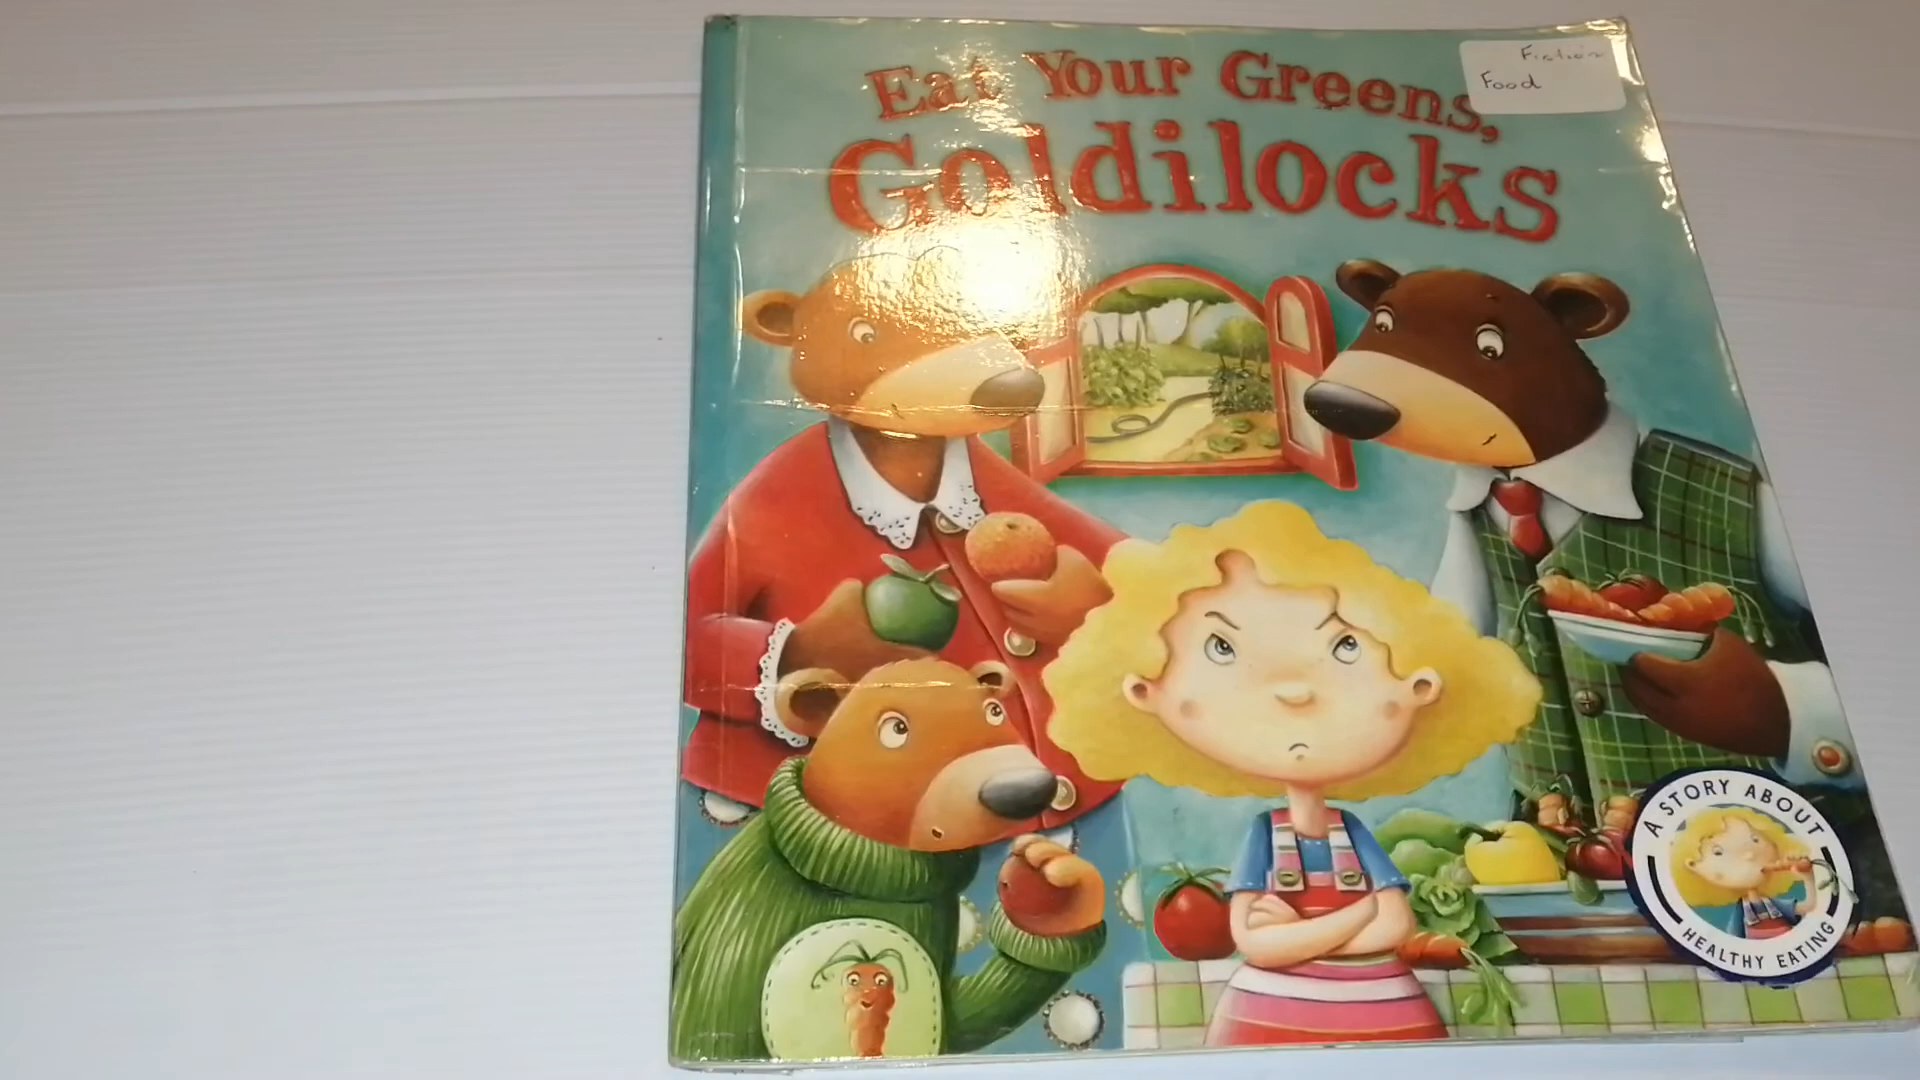 Eat Your Greens,
Goldilocks
Fiction
Food
A STORY ABOUT
HEALTHY EATING